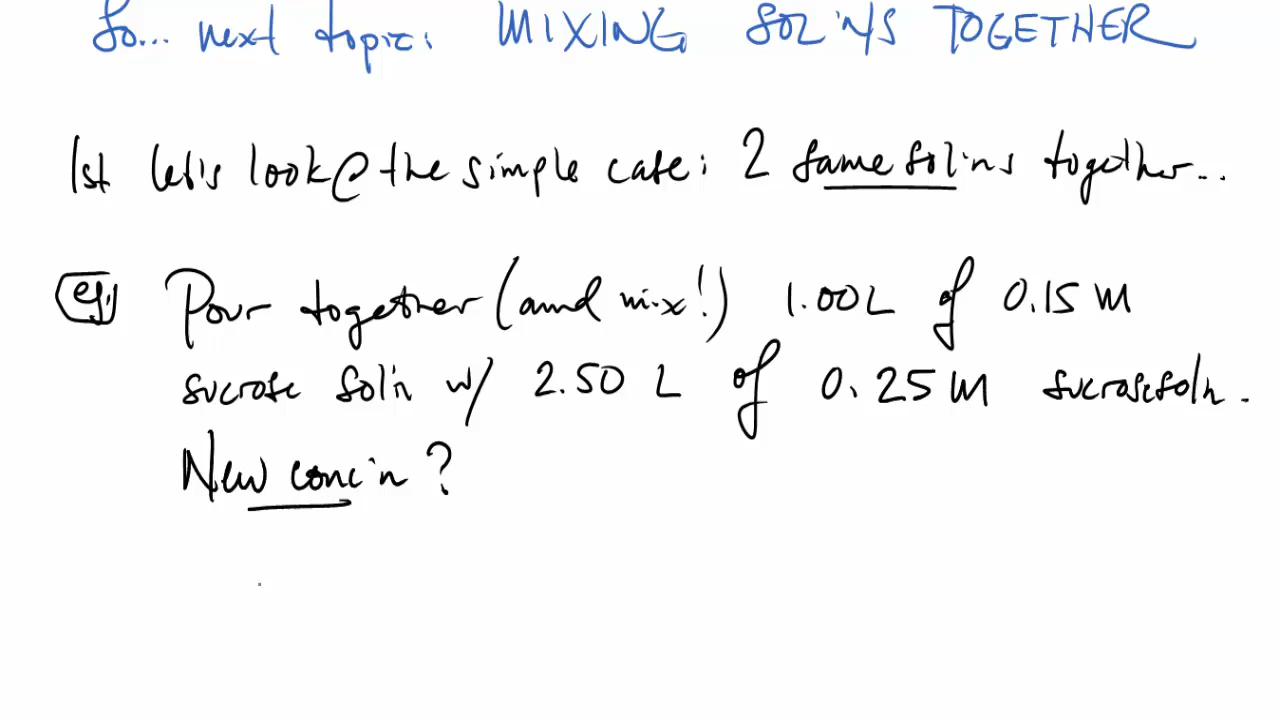 So... next topic: MIXING SOL'NS TOGETHER
1st let's look @ the simple case: 2 same sol'ns together...
eg. Pour together (and mix!) 1.00 L of 0.15 M
sucrose sol'n w/ 2.50 L of 0.25 M sucrose sol'n.
New conc'n?